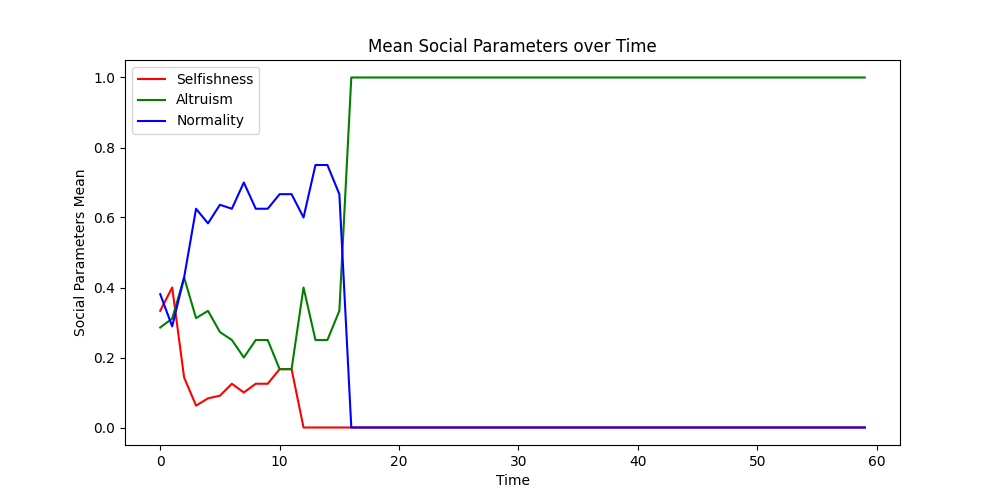 Mean Social Parameters over Time
Selfishness
Altruism
Normality
Social Parameters Mean
1.0
0.8
0.6
0.4
0.2
0.0
0 10 20 30 40 50 60
Time